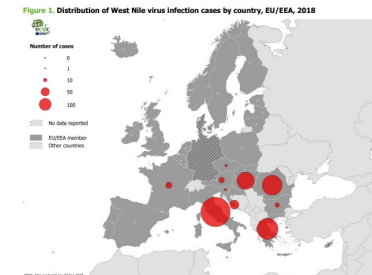 Figure 1. Distribution of West Nile virus infection cases by country, EU/EEA, 2018
ecdc
Number of cases
0
1
10
50
100
No data reported
EU/EEA member
Other countries